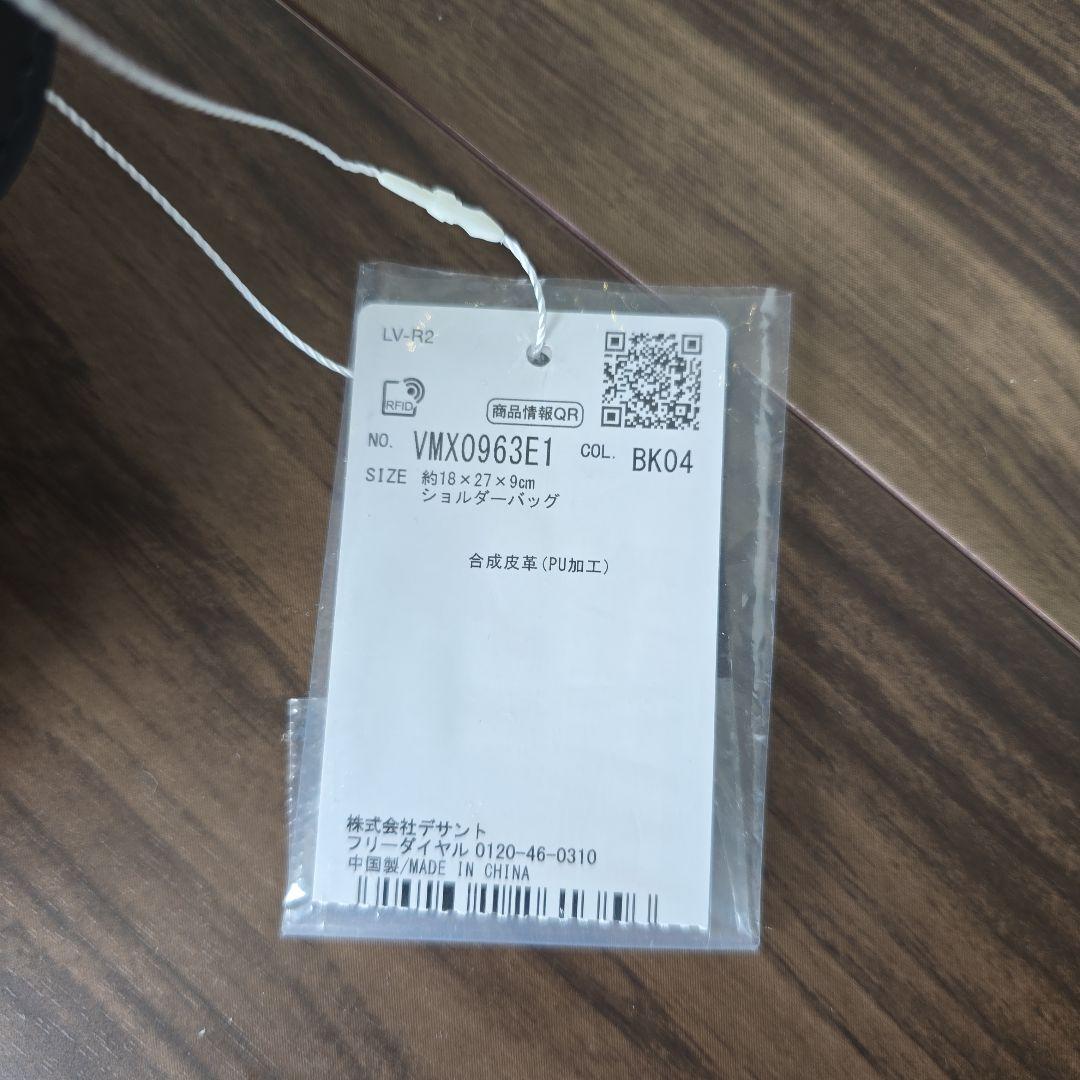 LV-R2
RFID
商品情報QR
NO. VMX0963E1 COL. BK04
SIZE 約18×27×9cm
ショルダーバッグ
合成皮革(PU加工)
株式会社デサント
フリーダイヤル 0120-46-0310
中国製/MADE IN CHINA